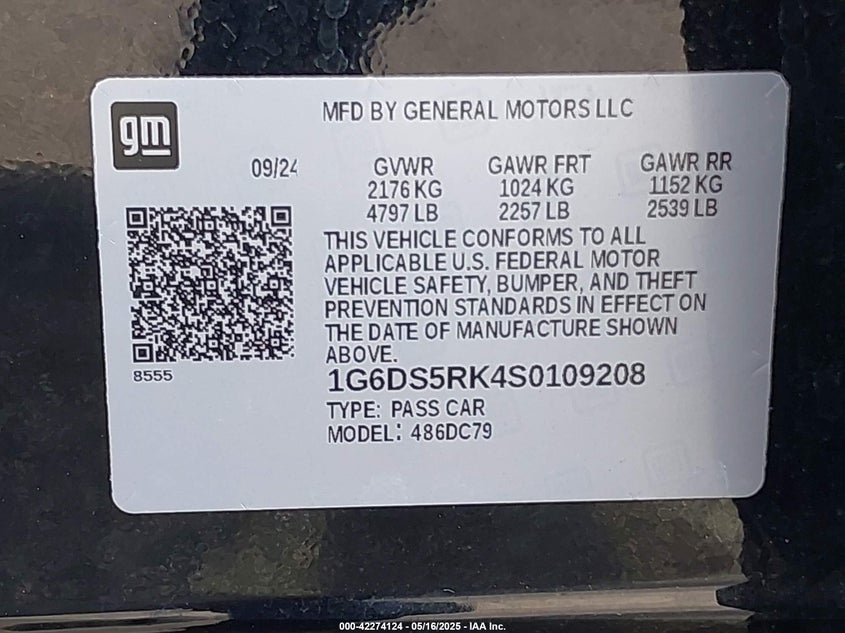 gm
MFD BY GENERAL MOTORS LLC
09/24
GVWR GAWR FRT GAWR RR
2176 KG 1024 KG 1152 KG
4797 LB 2257 LB 2539 LB
THIS VEHICLE CONFORMS TO ALL
APPLICABLE U.S. FEDERAL MOTOR
VEHICLE SAFETY, BUMPER, AND THEFT
PREVENTION STANDARDS IN EFFECT ON
THE DATE OF MANUFACTURE SHOWN
ABOVE.
8555
1G6DS5RK4S0109208
TYPE: PASS CAR
MODEL: 486DC79
000-42274124 - 05/16/2025 - IAA Inc.